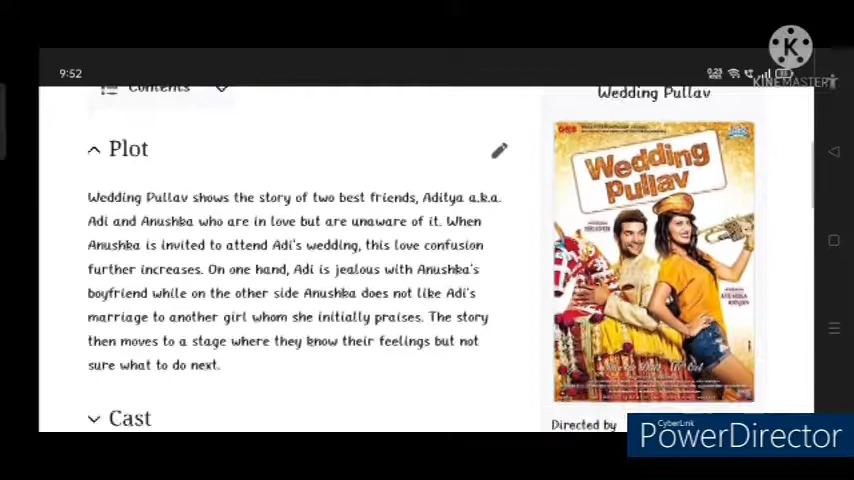 9:52
0.23
KINEMASTER
Contents
Wedding Pullav
Plot
Wedding Pullav shows the story of two best friends, Aditya a.k.a.
Adi and Anushka who are in love but are unaware of it. When
Anushka is invited to attend Adi's wedding, this love confusion
further increases. On one hand, Adi is jealous with Anushka's
boyfriend while on the other side Anushka does not like Adi's
marriage to another girl whom she initially praises. The story
then moves to a stage where they know their feelings but not
sure what to do next.
Wedding
Pullav
Cast
Directed by
CyberLink
PowerDirector